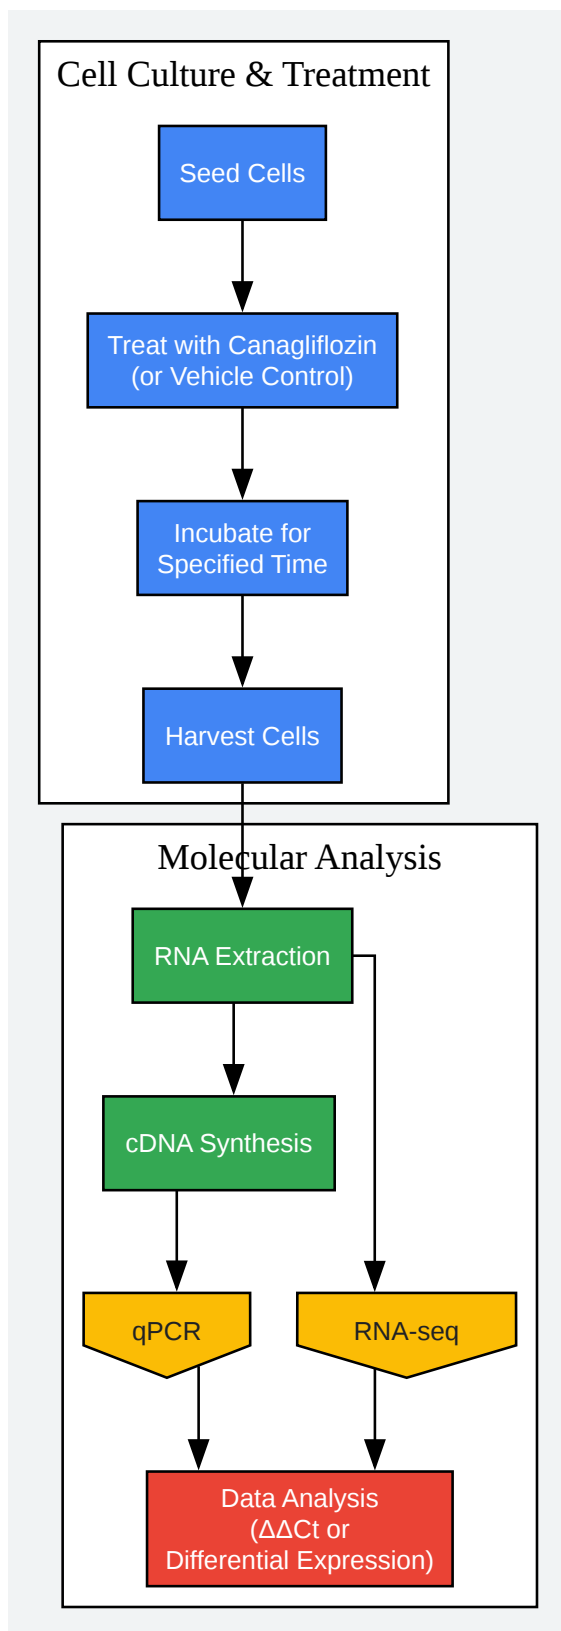 Cell Culture & Treatment
Seed Cells
Treat with Canagliflozin
(or Vehicle Control)
Incubate for
Specified Time
Harvest Cells
Molecular Analysis
RNA Extraction
cDNA Synthesis
qPCR
RNA-seq
Data Analysis
(ΔΔCt or
Differential Expression)